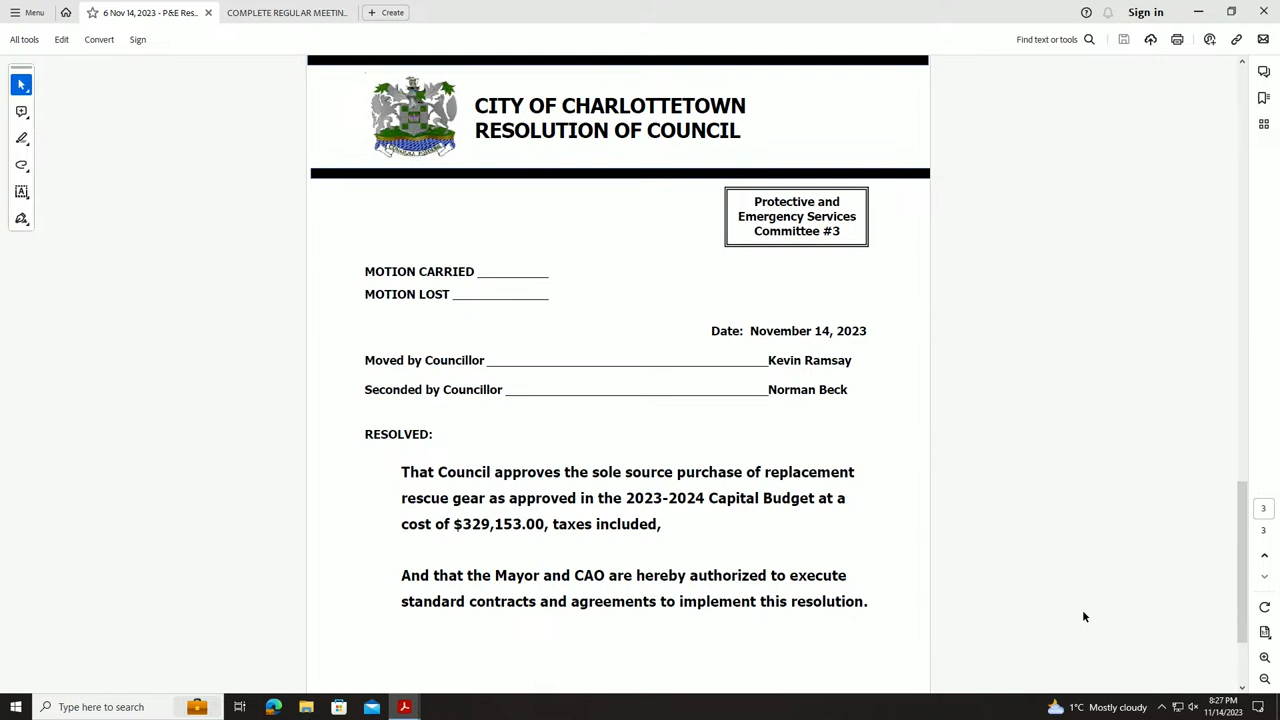 Menu
6 Nov 14, 2023 - P&E Res...
COMPLETE REGULAR MEETIN...
Create
Sign in
All tools
Edit
Convert
Sign
Find text or tools
CITY OF CHARLOTTETOWN
RESOLUTION OF COUNCIL
Protective and
Emergency Services
Committee #3
MOTION CARRIED ___________
MOTION LOST ______________
Date: November 14, 2023
Moved by Councillor ___________________________________________Kevin Ramsay
Seconded by Councillor ________________________________________Norman Beck
RESOLVED:
That Council approves the sole source purchase of replacement
rescue gear as approved in the 2023-2024 Capital Budget at a
cost of $329,153.00, taxes included,
And that the Mayor and CAO are hereby authorized to execute
standard contracts and agreements to implement this resolution.
3
3
Type here to search
1°C Mostly cloudy
8:27 PM
11/14/2023